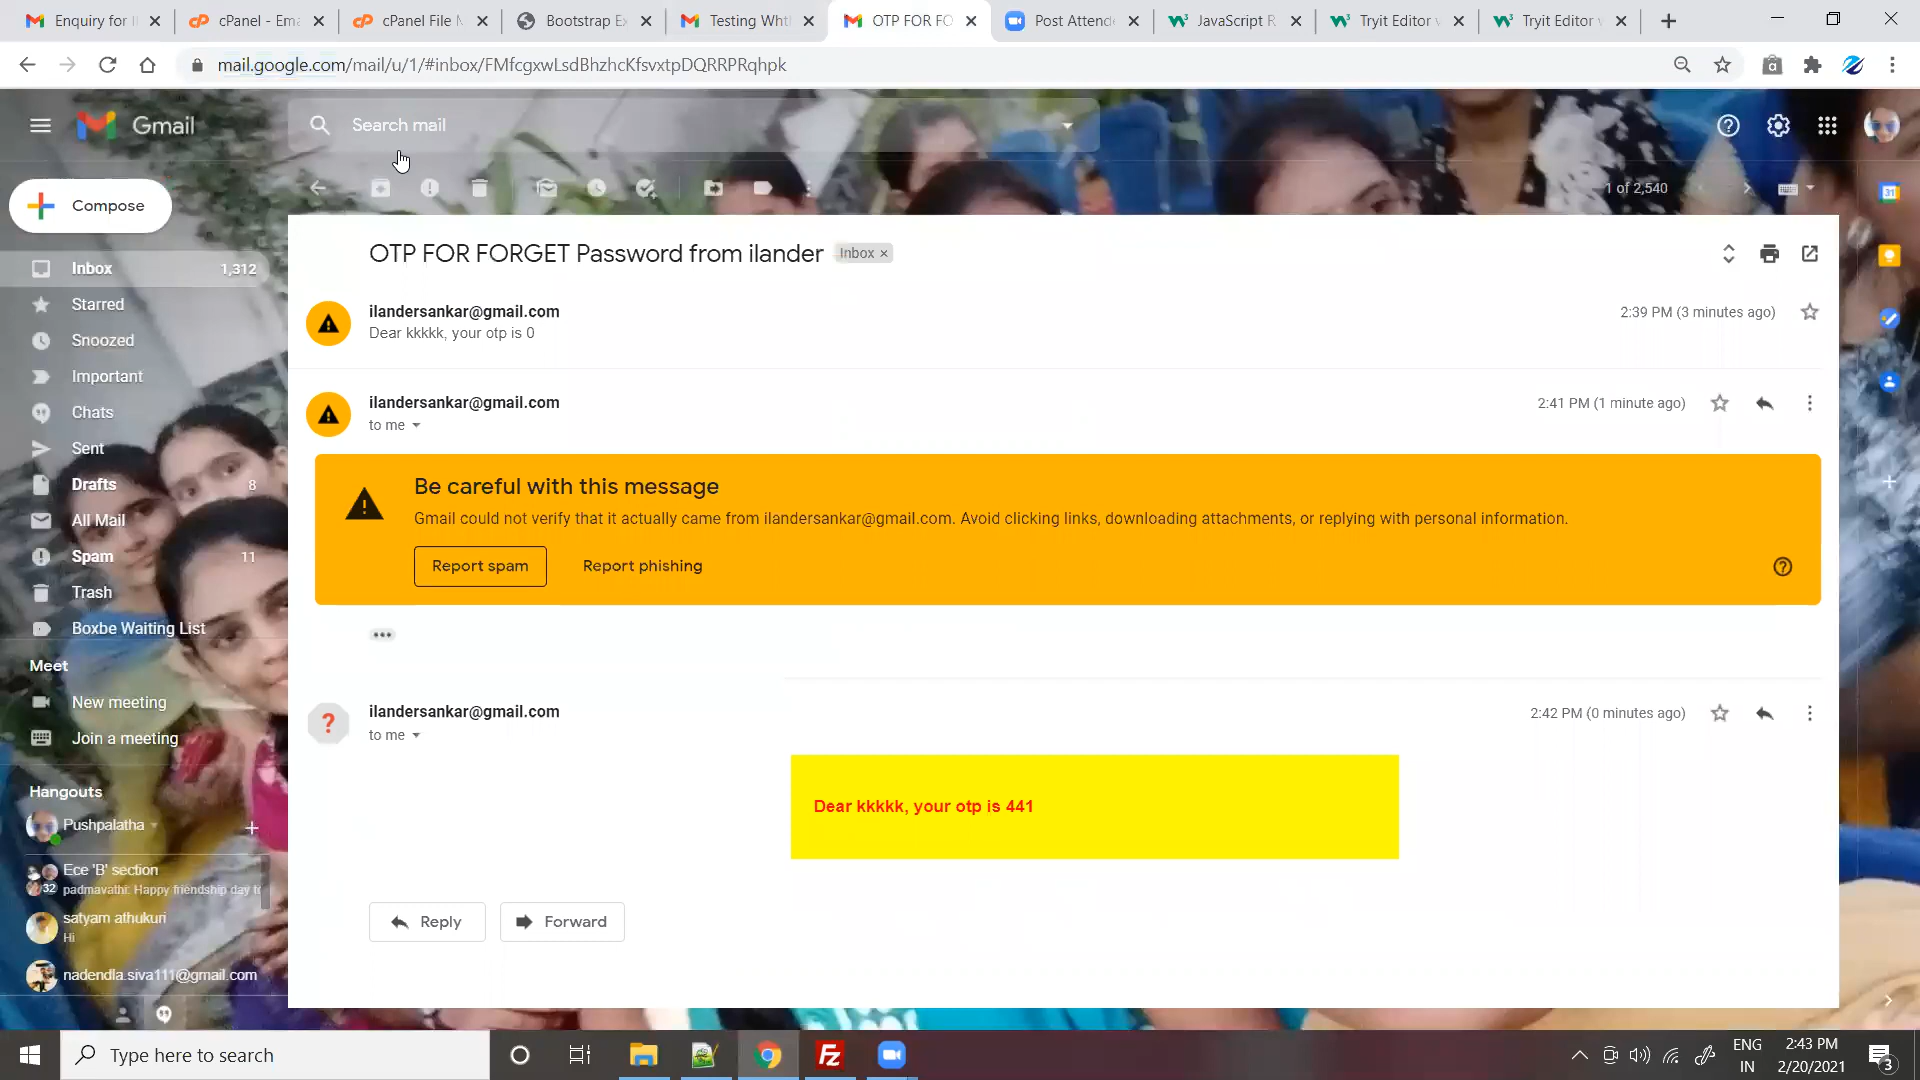 Enquiry for I
cPanel - Ema
cPanel File M
Bootstrap Ex
Testing Whtl
OTP FOR FO
Post Attende
JavaScript R
Tryit Editor v
Tryit Editor v
mail.google.com/mail/u/1/#inbox/FMfcgxwLsdBhzhcKfsvxtpDQRRPRqhpk
Gmail
Search mail
Compose
1 of 2,540
Inbox 1,312
Starred
Snoozed
Important
Chats
Sent
Drafts 8
All Mail
Spam 11
Trash
Boxbe Waiting List
Meet
New meeting
Join a meeting
Hangouts
Pushpalatha
Ece 'B' section
32 padmavathi: Happy friendship day to
satyam athukuri
Hi
nadendla.siva111@gmail.com
OTP FOR FORGET Password from ilander Inbox ×
ilandersankar@gmail.com 2:39 PM (3 minutes ago)
Dear kkkkk, your otp is 0
ilandersankar@gmail.com 2:41 PM (1 minute ago)
to me
Be careful with this message
Gmail could not verify that it actually came from ilandersankar@gmail.com. Avoid clicking links, downloading attachments, or replying with personal information.
Report spam Report phishing
ilandersankar@gmail.com 2:42 PM (0 minutes ago)
to me
Dear kkkkk, your otp is 441
Reply Forward
Type here to search
ENG
IN
2:43 PM
2/20/2021
3